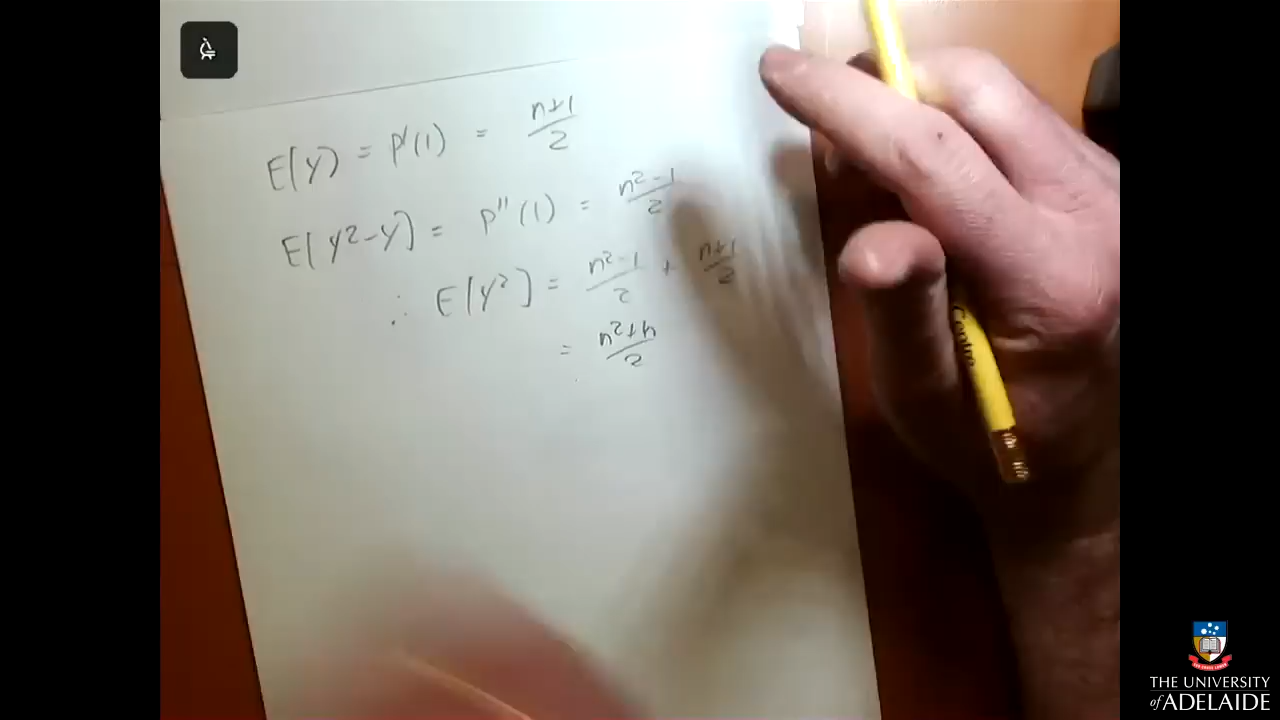 E(Y) = P'(1) = n+1/2
E[Y²-Y] = P''(1) = n²-1/2
∴ E[Y²] = n²-1/2 + n+1/2
= n²+n/2
Centre
THE UNIVERSITY
of ADELAIDE